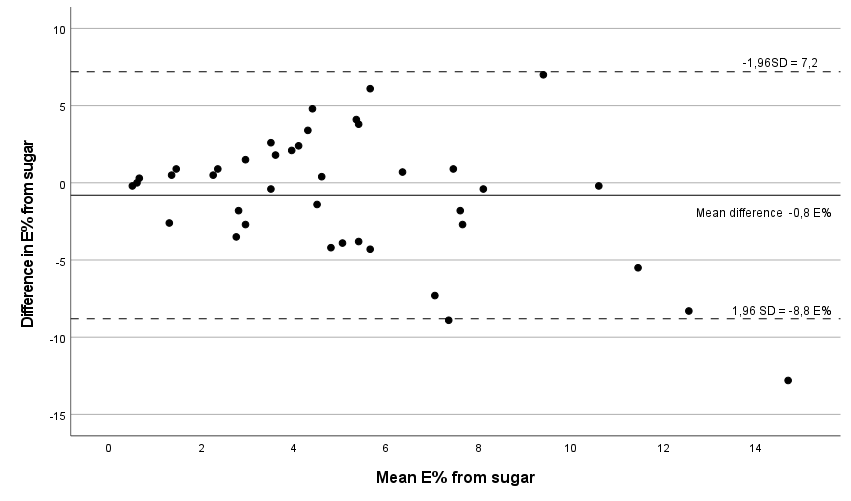 10
-1,96SD = 7,2
5
0
Mean difference -0,8 E%
-5
1,96 SD = -8,8 E%
-10
-15
Difference in E% from sugar
0 2 4 6 8 10 12 14
Mean E% from sugar